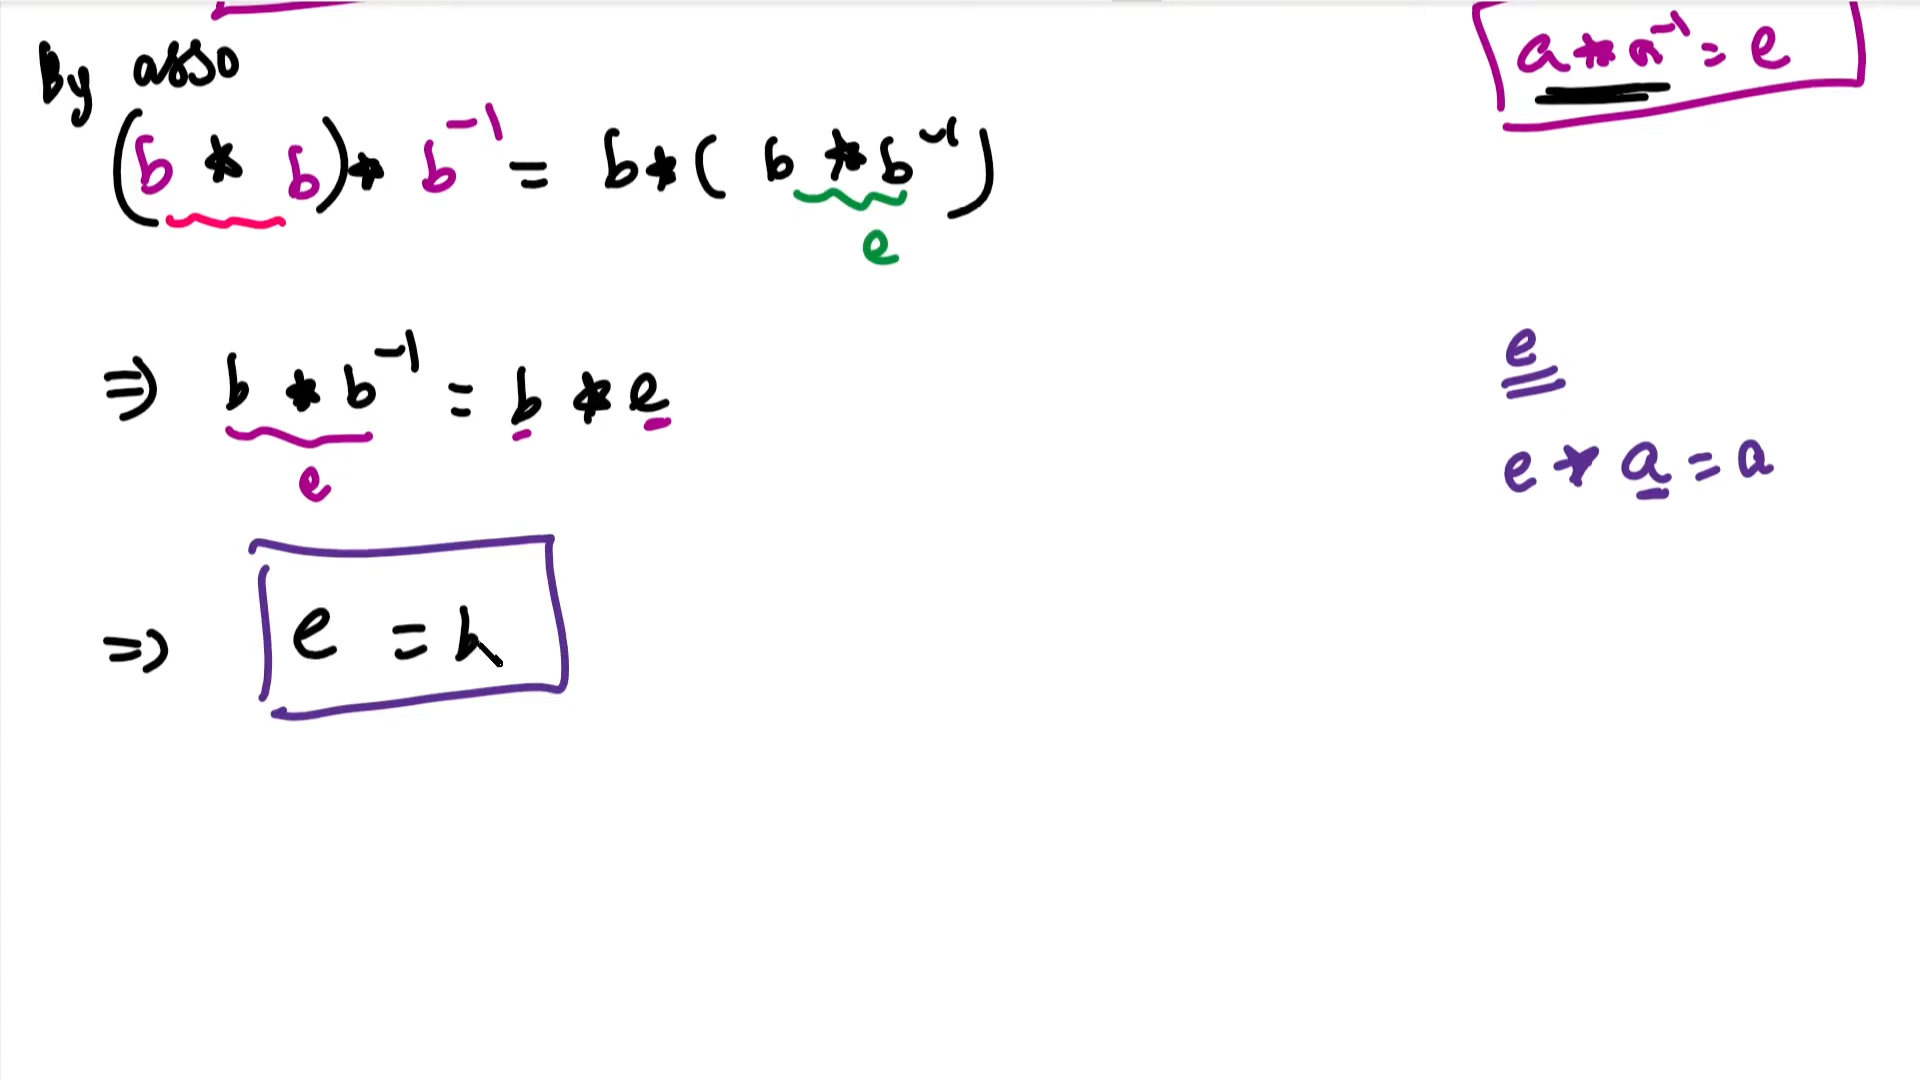 By asso
a * a⁻¹ = e
(b * b) * b⁻¹ = b * ( b * b⁻¹ )
e
⇒ b * b⁻¹ = b * e
e
e
e * a = a
⇒ e = b